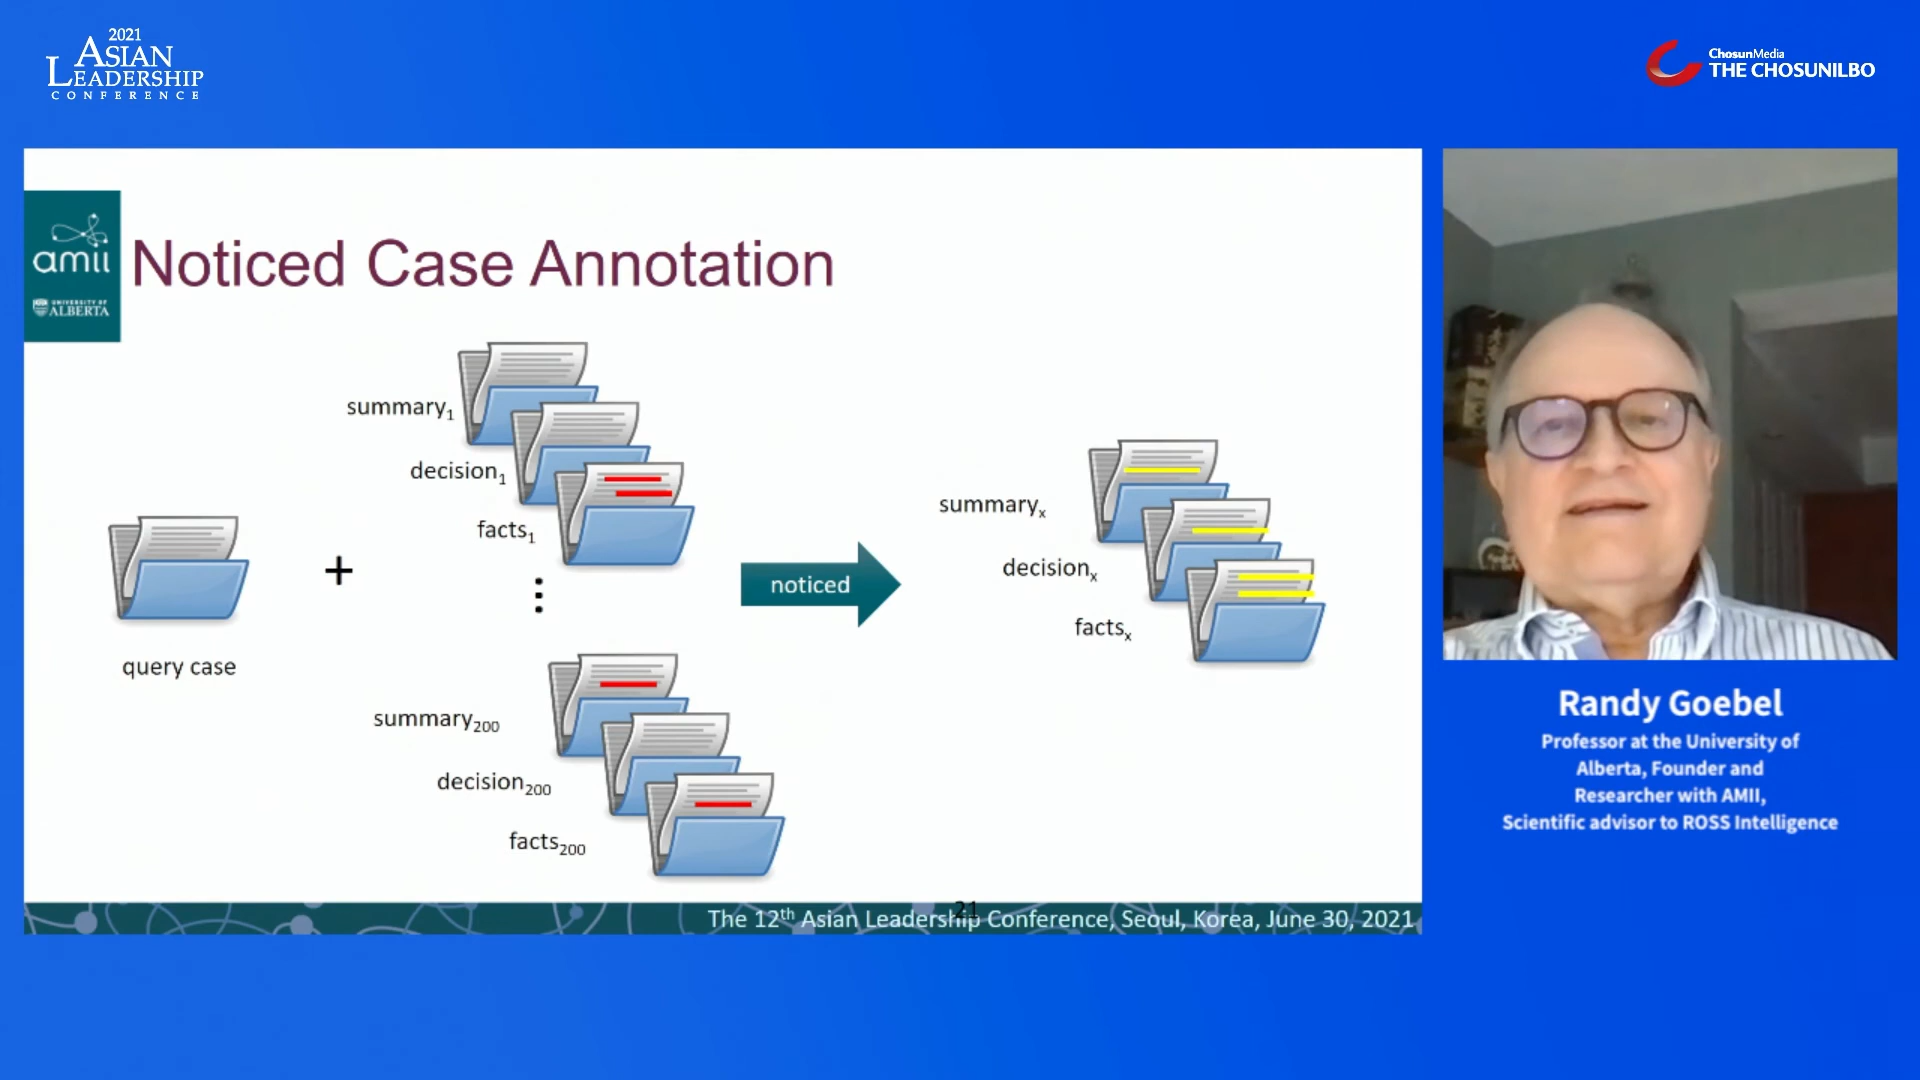 2021
ASIAN
LEADERSHIP
CONFERENCE
ChosunMedia
THE CHOSUNILBO
amii
UNIVERSITY OF
ALBERTA
Noticed Case Annotation
summary1
decision1
facts1
query case
+
noticed
summaryx
decisionx
factsx
summary200
decision200
facts200
21
The 12th Asian Leadership Conference, Seoul, Korea, June 30, 2021
Randy Goebel
Professor at the University of
Alberta, Founder and
Researcher with AMII,
Scientific advisor to ROSS Intelligence